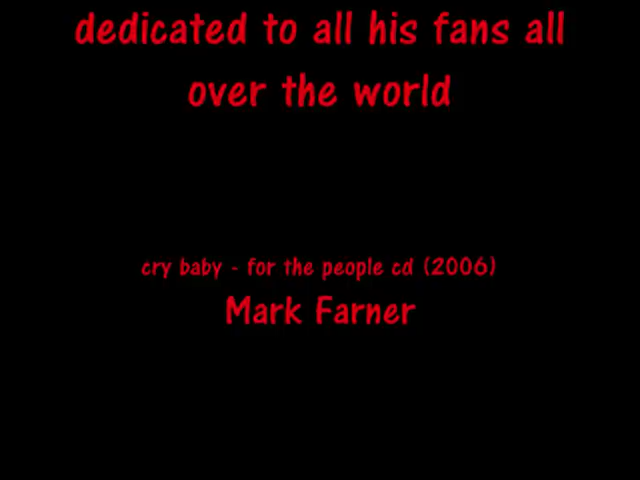 dedicated to all his fans all
over the world
cry baby - for the people cd (2006)
Mark Farner